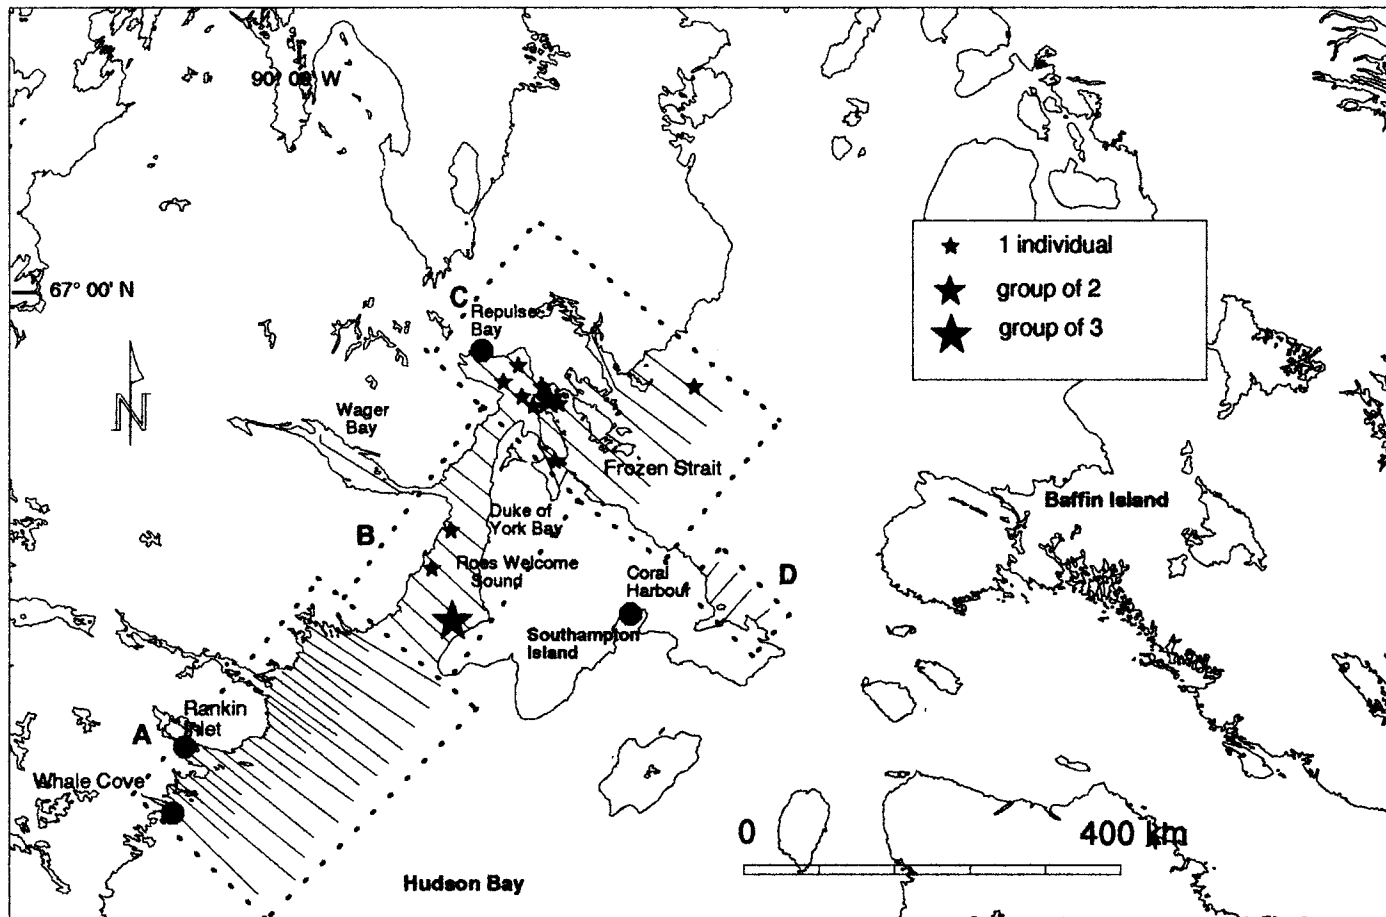 90° 00' W
1 individual
67° 00' N
group of 2
C
Repulse
Bay
group of 3
N
Wager
Bay
Frozen Strait
Baffin Island
Duke of
York Bay
B
Roes Welcome
Sound
Coral
Harbour
D
Southampton
Island
Rankin
Inlet
A
Whale Cove
0
400 km
Hudson Bay